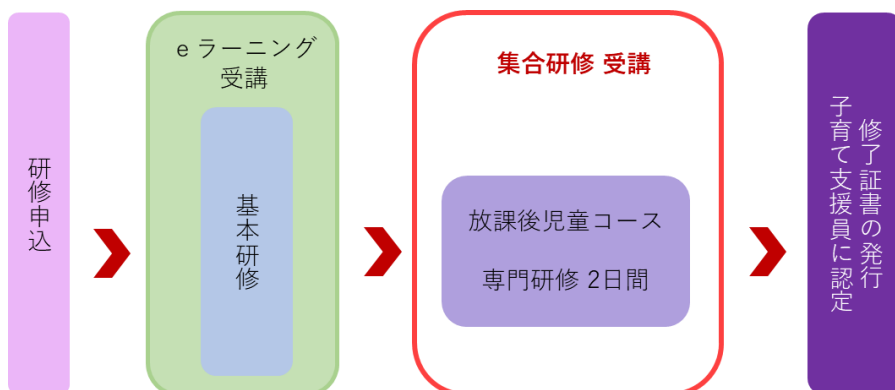 研修申込
e ラーニング
受講
基本研修
集合研修 受講
放課後児童コース
専門研修 2日間
修了証書の発行
子育て支援員に認定